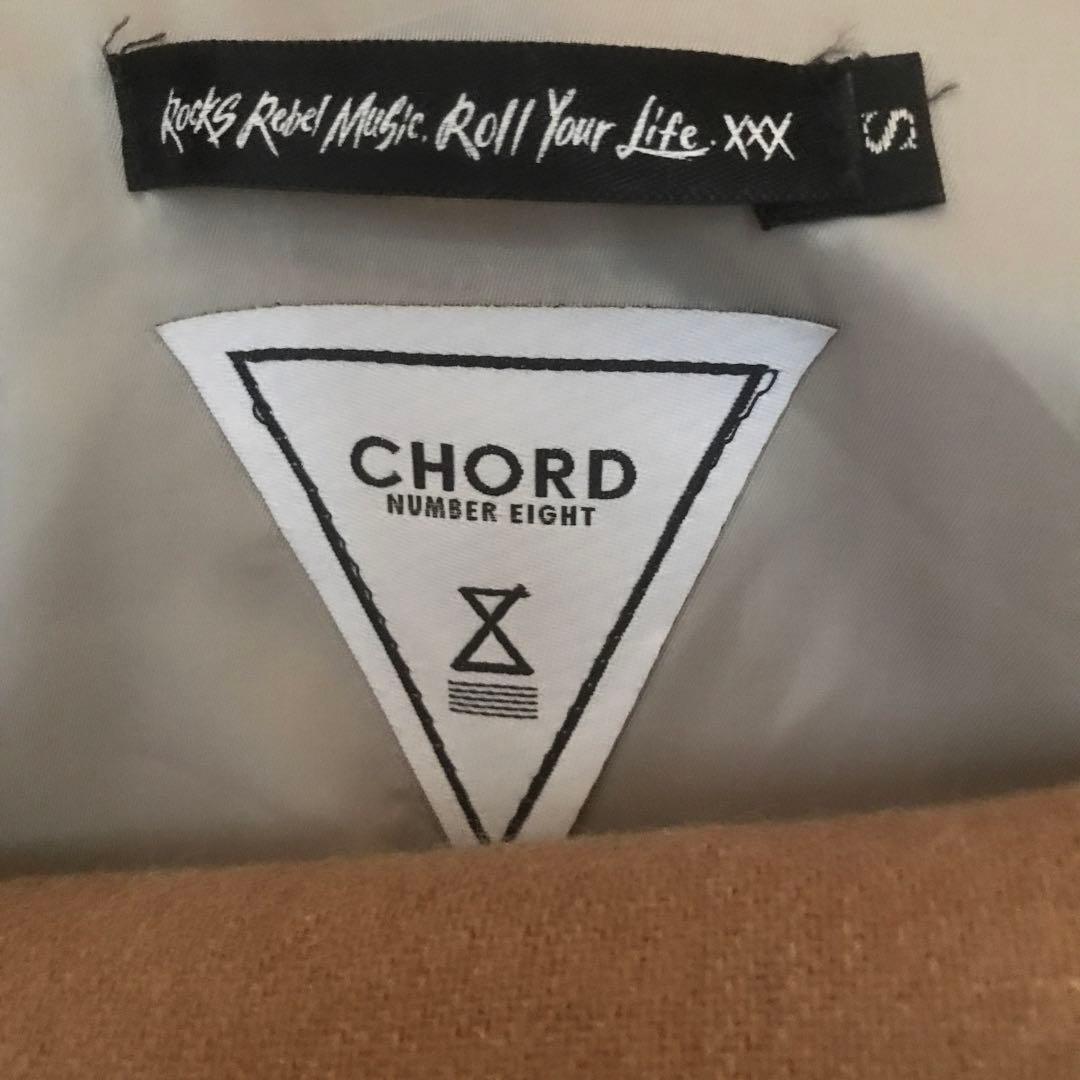 Rocks Rebel Music. Roll Your Life. XXX
S
CHORD
NUMBER EIGHT